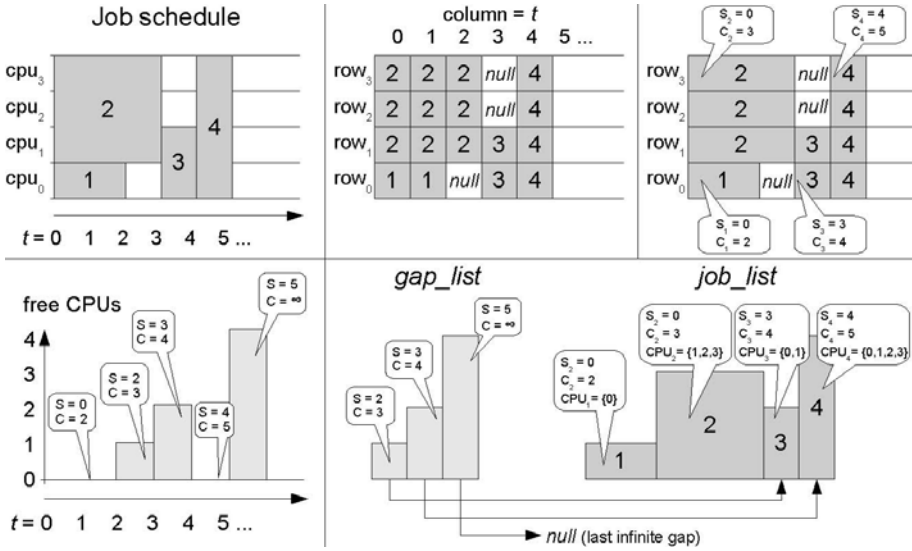 Job schedule
cpu3
cpu2
cpu1
cpu0
2
1
3
4
t = 0 1 2 3 4 5 ...
column = t
0 1 2 3 4 5 ...
row3 2 2 2 null 4
row2 2 2 2 null 4
row1 2 2 2 3 4
row0 1 1 null 3 4
S2 = 0
C2 = 3
S4 = 4
C4 = 5
row3 2 null 4
row2 2 null 4
row1 2 3 4
row0 1 null 3 4
S1 = 0
C1 = 2
S3 = 3
C3 = 4
free CPUs
4
3
2
1
0
S = 0
C = 2
S = 2
C = 3
S = 3
C = 4
S = 4
C = 5
S = 5
C = ∞
t = 0 1 2 3 4 5 ...
gap_list
S = 2
C = 3
S = 3
C = 4
S = 5
C = ∞
job_list
S2 = 0
C2 = 2
CPU1 = {0}
S2 = 0
C2 = 3
CPU2 = {1,2,3}
S3 = 3
C3 = 4
CPU3 = {0,1}
S4 = 4
C4 = 5
CPU4 = {0,1,2,3}
1
2
3
4
null (last infinite gap)